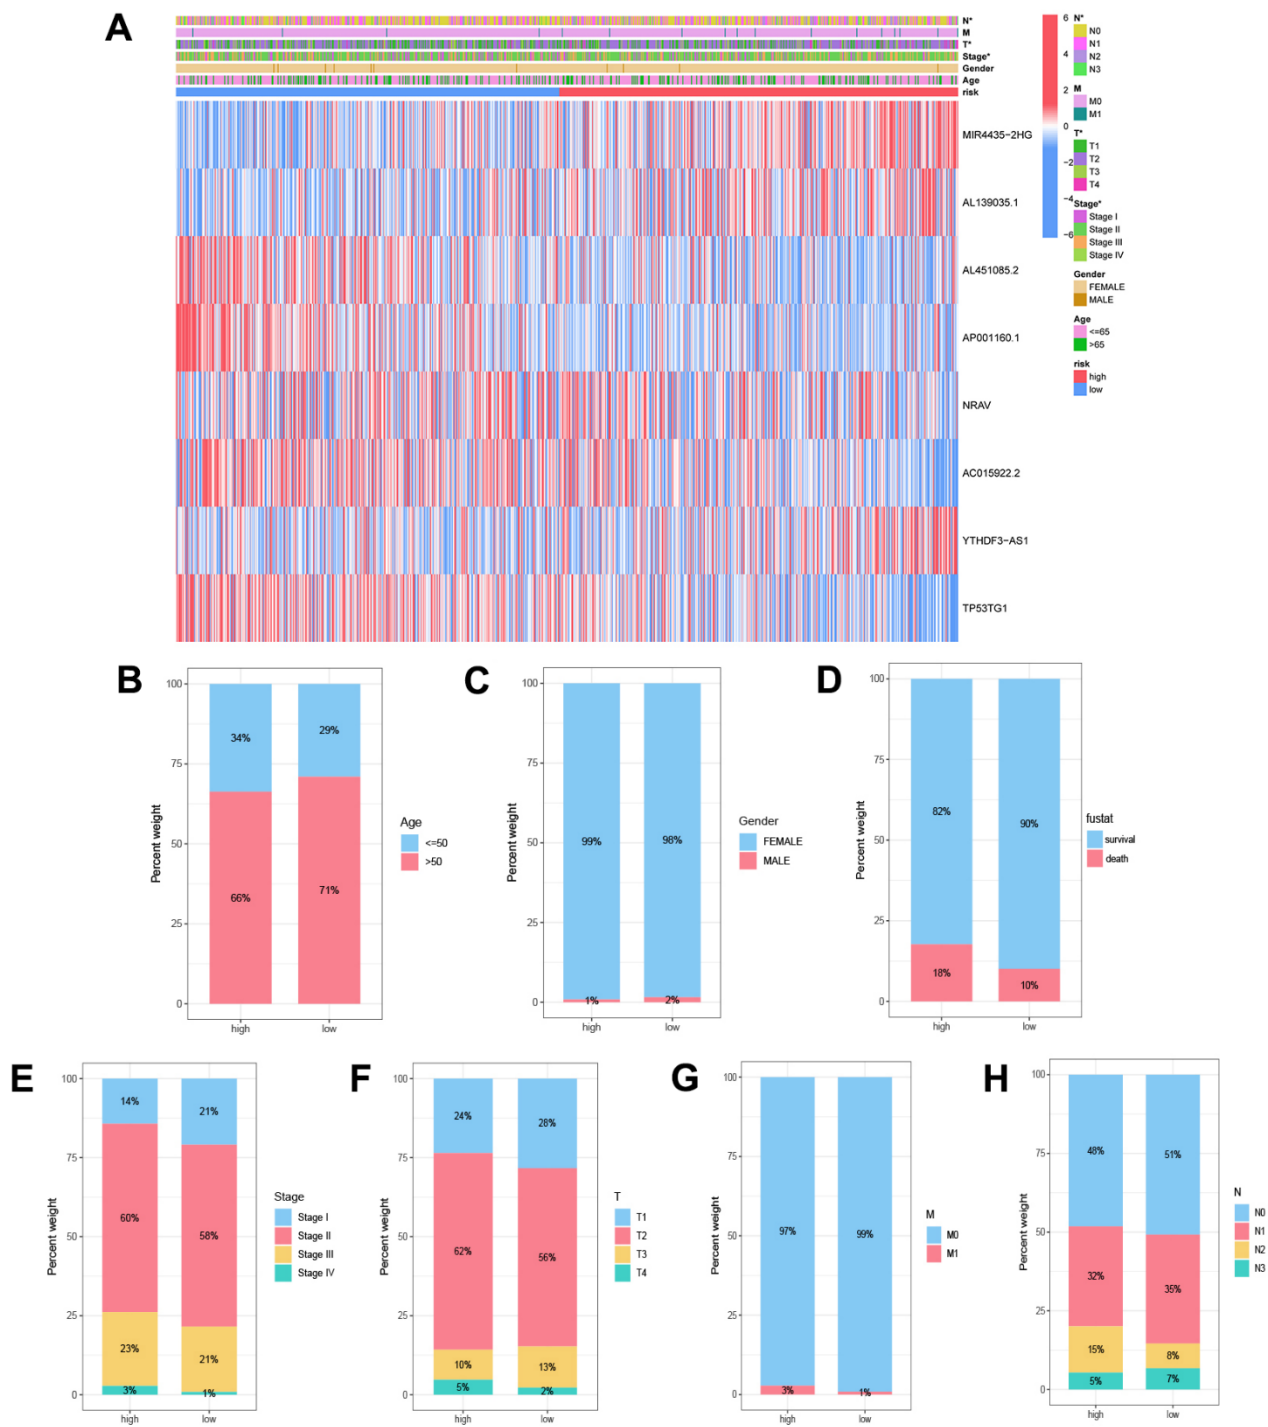 A
N*
M
T*
Stage*
Gender
Age
risk
MIR4435-2HG
AL139035.1
AL451085.2
AP001160.1
NRAV
AC015922.2
YTHDF3-AS1
TP53TG1
6
4
2
0
-2
-4
-6
N*
N0
N1
N2
N3
M
M0
M1
T*
T1
T2
T3
T4
Stage*
Stage I
Stage II
Stage III
Stage IV
Gender
FEMALE
MALE
Age
<=65
>65
risk
high
low
B
Percent weight
100
75
50
25
0
34%
29%
66%
71%
high
low
Age
<=50
>50
C
Percent weight
100
75
50
25
0
99%
98%
1%
2%
high
low
Gender
FEMALE
MALE
D
Percent weight
100
75
50
25
0
82%
90%
18%
10%
high
low
fustat
survival
death
E
Percent weight
100
75
50
25
0
14%
21%
60%
58%
23%
21%
3%
1%
high
low
Stage
Stage I
Stage II
Stage III
Stage IV
F
Percent weight
100
75
50
25
0
24%
28%
62%
56%
10%
13%
5%
2%
high
low
T
T1
T2
T3
T4
G
Percent weight
100
75
50
25
0
97%
99%
3%
1%
high
low
M
M0
M1
H
Percent weight
100
75
50
25
0
48%
51%
32%
35%
15%
8%
5%
7%
high
low
N
N0
N1
N2
N3